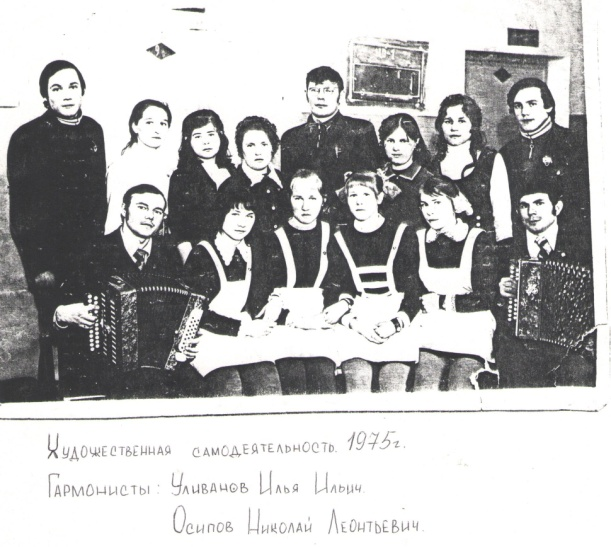 Художественная самодеятельность. 1975г.
Гармонисты: Уливанов Илья Ильич.
Осипов Николай Леонтьевич.